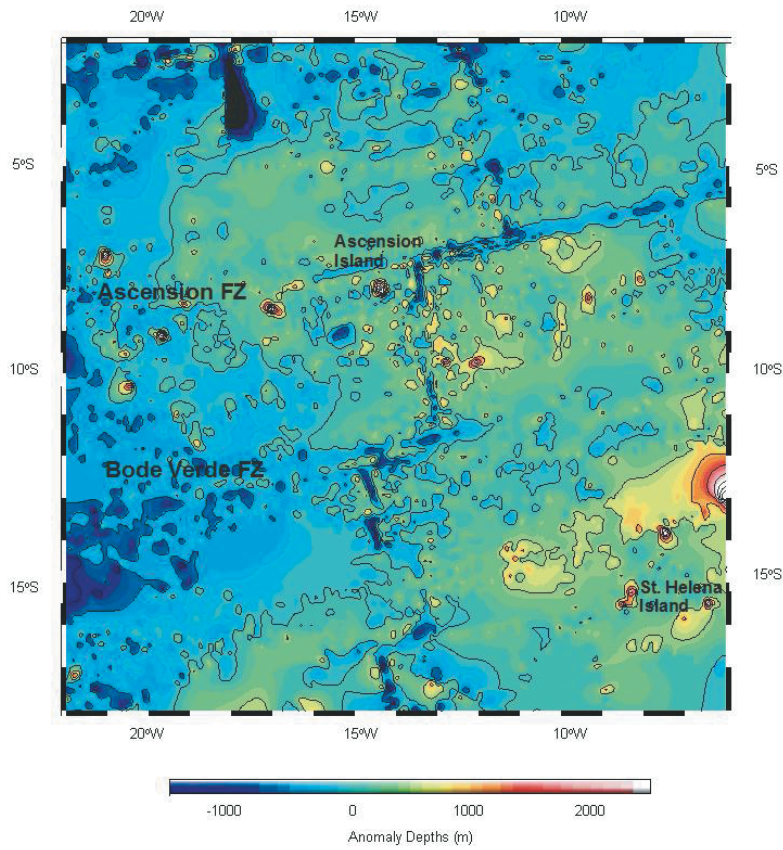 20ºW 15ºW 10ºW
5ºS 5ºS
Ascension
Island
Ascension FZ
10ºS 10ºS
Bode Verde FZ
15ºS 15ºS
St. Helena
Island
20ºW 15ºW 10ºW
-1000 0 1000 2000
Anomaly Depths (m)